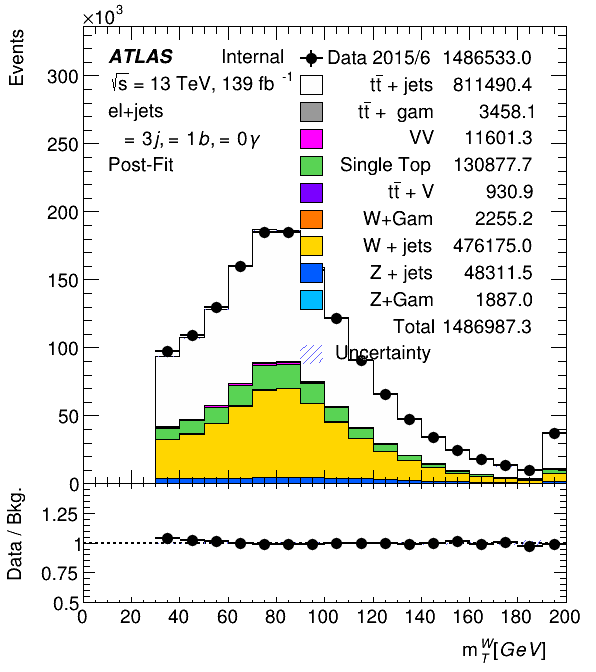 ×10³
Events
ATLAS Internal
√s = 13 TeV, 139 fb⁻¹
el+jets
= 3j, = 1b, = 0γ
Post-Fit
Data 2015/6 1486533.0
tt̄ + jets 811490.4
tt̄ + gam 3458.1
VV 11601.3
Single Top 130877.7
tt̄ + V 930.9
W+Gam 2255.2
W + jets 476175.0
Z + jets 48311.5
Z+Gam 1887.0
Total 1486987.3
Uncertainty
300
250
200
150
100
50
0
Data / Bkg.
1.25
1
0.75
0.5
0 20 40 60 80 100 120 140 160 180 200
m_T^W [GeV]